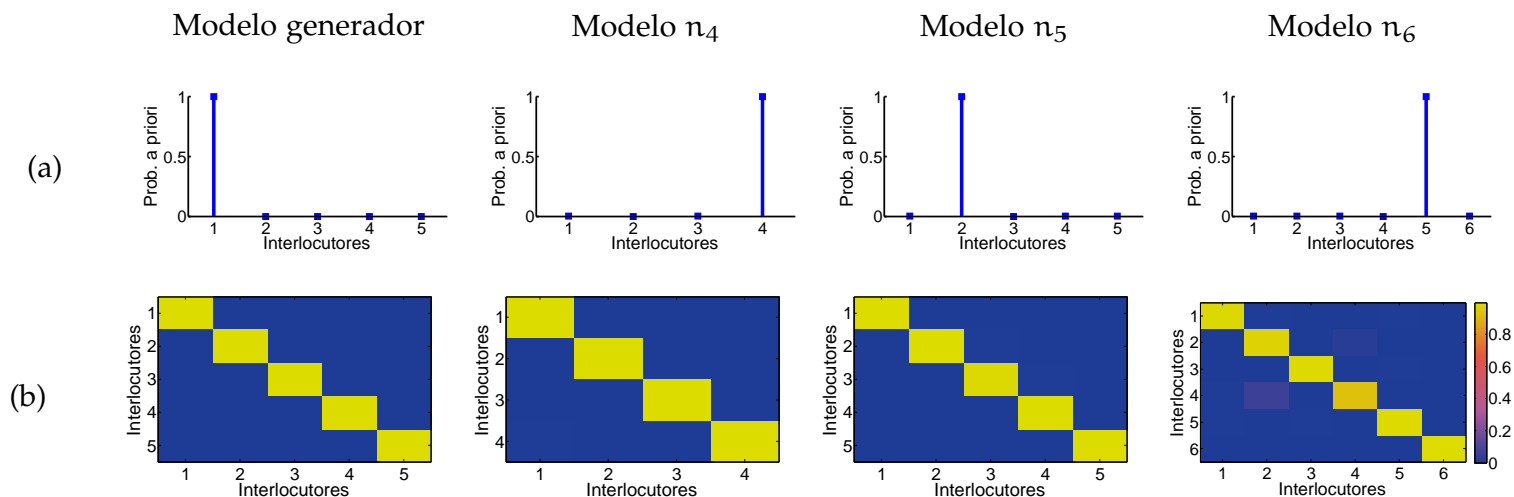 Modelo generador
Modelo n4
Modelo n5
Modelo n6
(a)
Prob. a priori
1
0.5
0
1 2 3 4 5
Interlocutores
Prob. a priori
1
0.5
0
1 2 3 4
Interlocutores
Prob. a priori
1
0.5
0
1 2 3 4 5
Interlocutores
Prob. a priori
1
0.5
0
1 2 3 4 5 6
Interlocutores
(b)
Interlocutores
1
2
3
4
5
1 2 3 4 5
Interlocutores
Interlocutores
1
2
3
4
1 2 3 4
Interlocutores
Interlocutores
1
2
3
4
5
1 2 3 4 5
Interlocutores
Interlocutores
1
2
3
4
5
6
1 2 3 4 5 6
Interlocutores
0.8
0.6
0.4
0.2
0